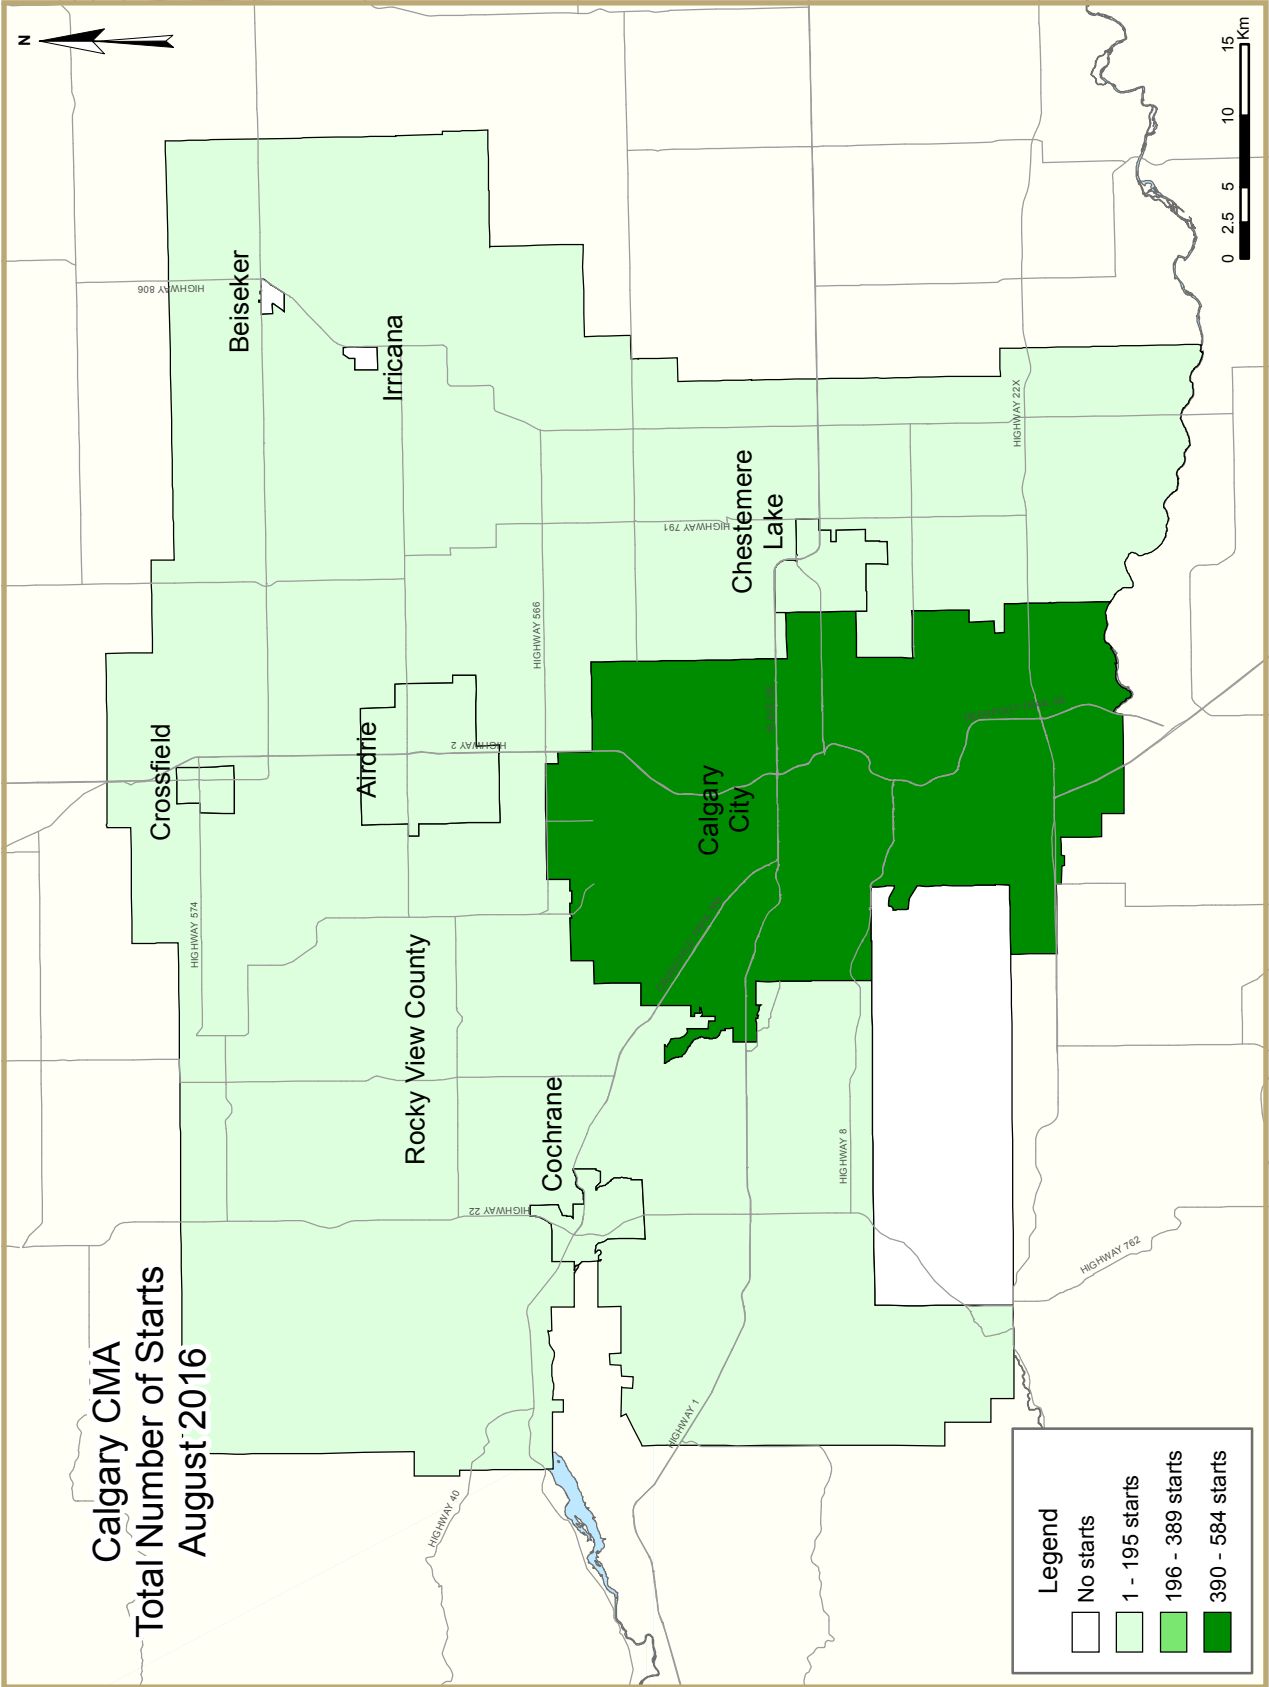 Calgary CMA
Total Number of Starts
August 2016
N
HIGHWAY 806
Beiseker
Irricana
Crossfield
HIGHWAY 574
Airdrie
HIGHWAY 2
HIGHWAY 566
HIGHWAY 791
Chestemere
Lake
HIGHWAY 22X
Rocky View County
Cochrane
HIGHWAY 22
Calgary
City
HIGHWAY 8
HIGHWAY 1
HIGHWAY 40
HIGHWAY 762
Legend
No starts
1 - 195 starts
196 - 389 starts
390 - 584 starts
0 2.5 5 10 15
Km